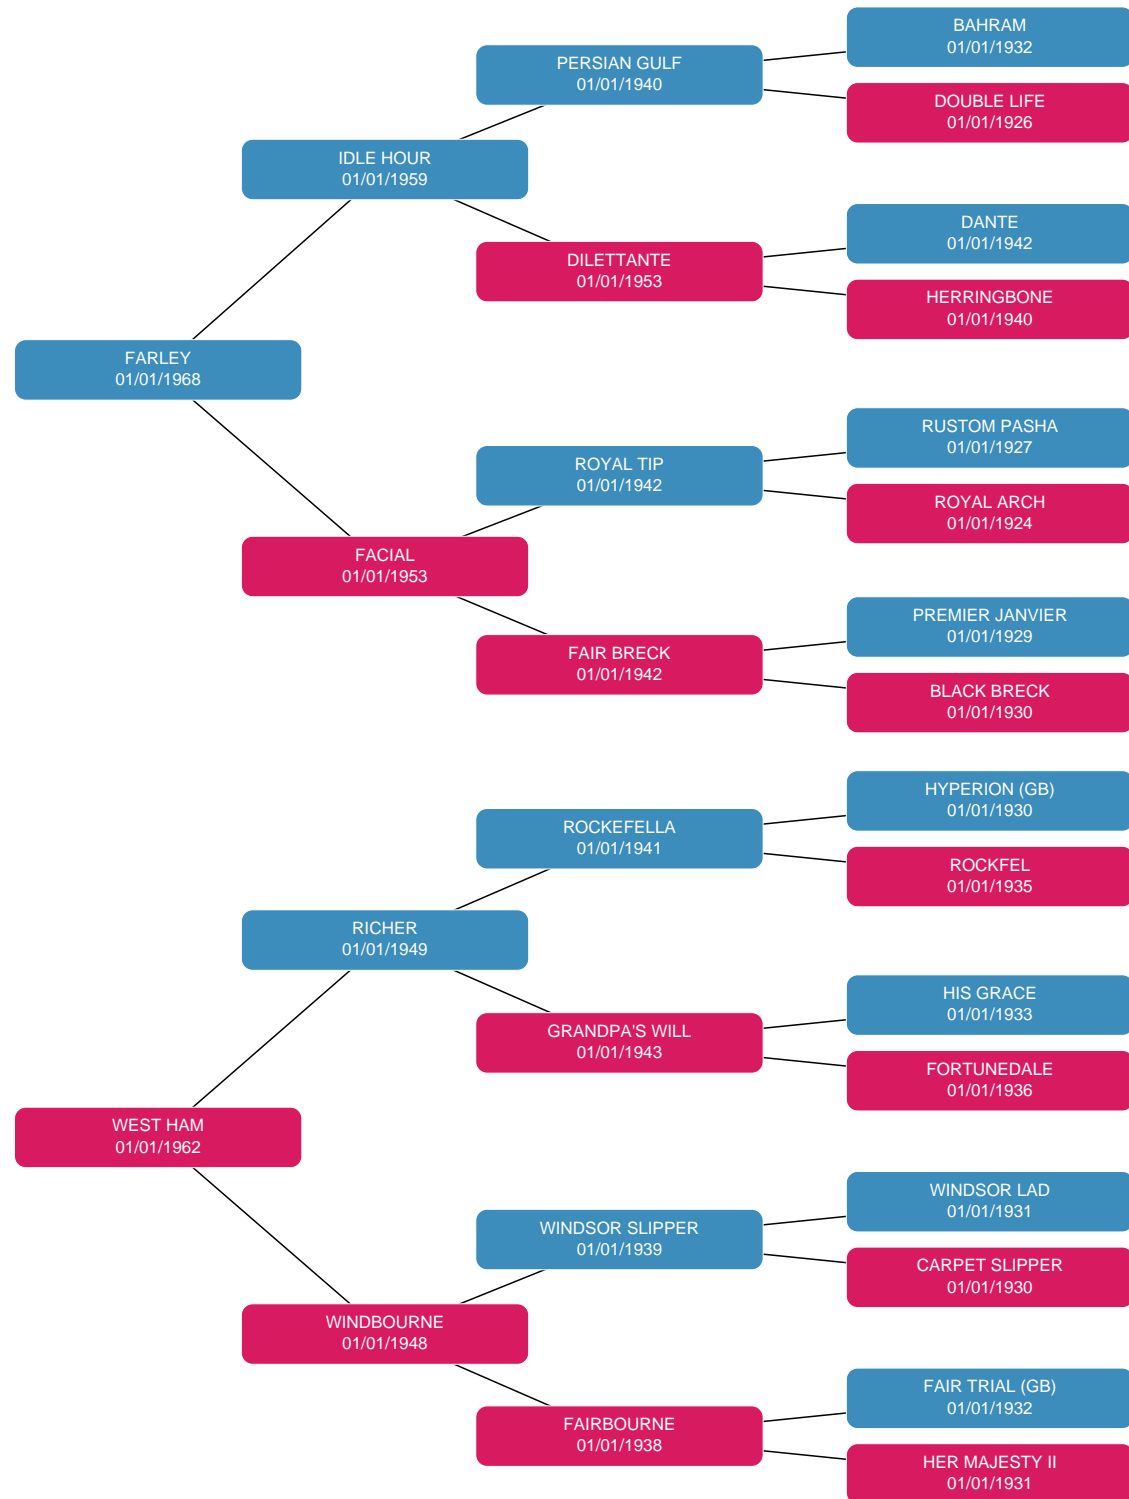 BAHRAM
01/01/1932
PERSIAN GULF
01/01/1940
DOUBLE LIFE
01/01/1926
IDLE HOUR
01/01/1959
DANTE
01/01/1942
DILETTANTE
01/01/1953
HERRINGBONE
01/01/1940
FARLEY
01/01/1968
RUSTOM PASHA
01/01/1927
ROYAL TIP
01/01/1942
ROYAL ARCH
01/01/1924
FACIAL
01/01/1953
PREMIER JANVIER
01/01/1929
FAIR BRECK
01/01/1942
BLACK BRECK
01/01/1930
HYPERION (GB)
01/01/1930
ROCKEFELLA
01/01/1941
ROCKFEL
01/01/1935
RICHER
01/01/1949
HIS GRACE
01/01/1933
GRANDPA'S WILL
01/01/1943
FORTUNEDALE
01/01/1936
WEST HAM
01/01/1962
WINDSOR LAD
01/01/1931
WINDSOR SLIPPER
01/01/1939
CARPET SLIPPER
01/01/1930
WINDBOURNE
01/01/1948
FAIR TRIAL (GB)
01/01/1932
FAIRBOURNE
01/01/1938
HER MAJESTY II
01/01/1931